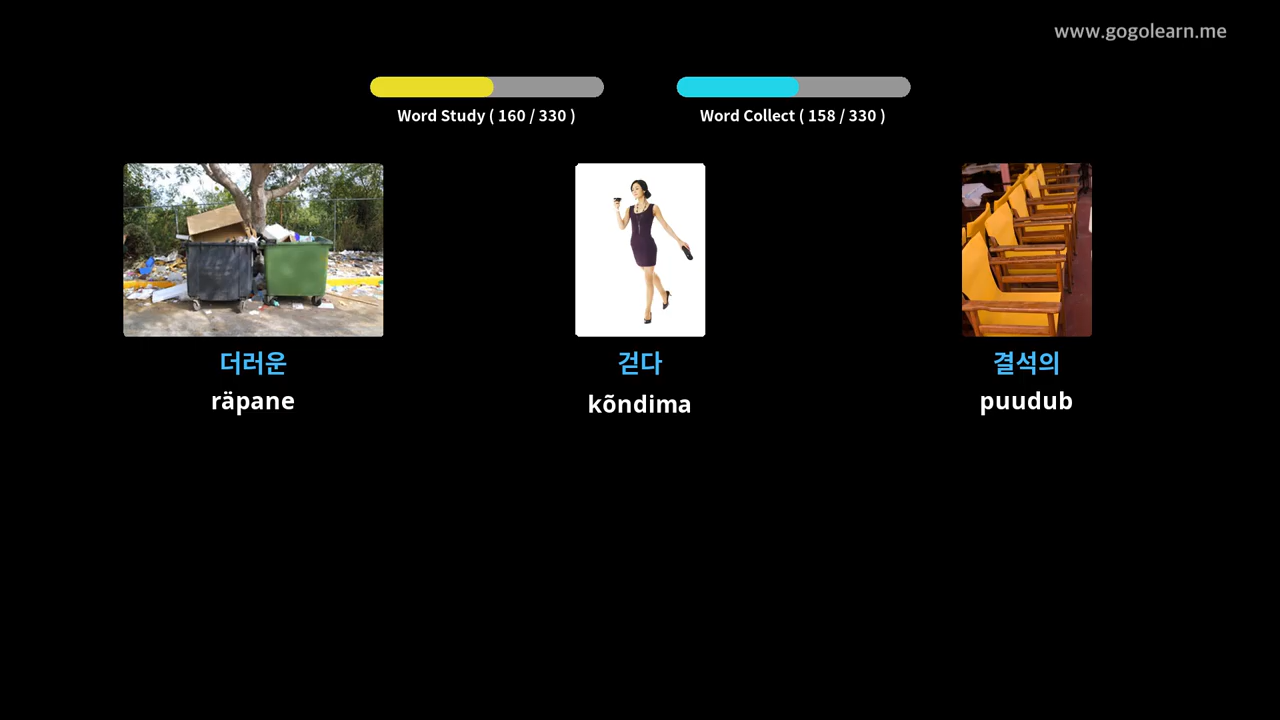 www.gogolearn.me
Word Study ( 160 / 330 )
Word Collect ( 158 / 330 )
더러운
räpane
걷다
kõndima
결석의
puudub